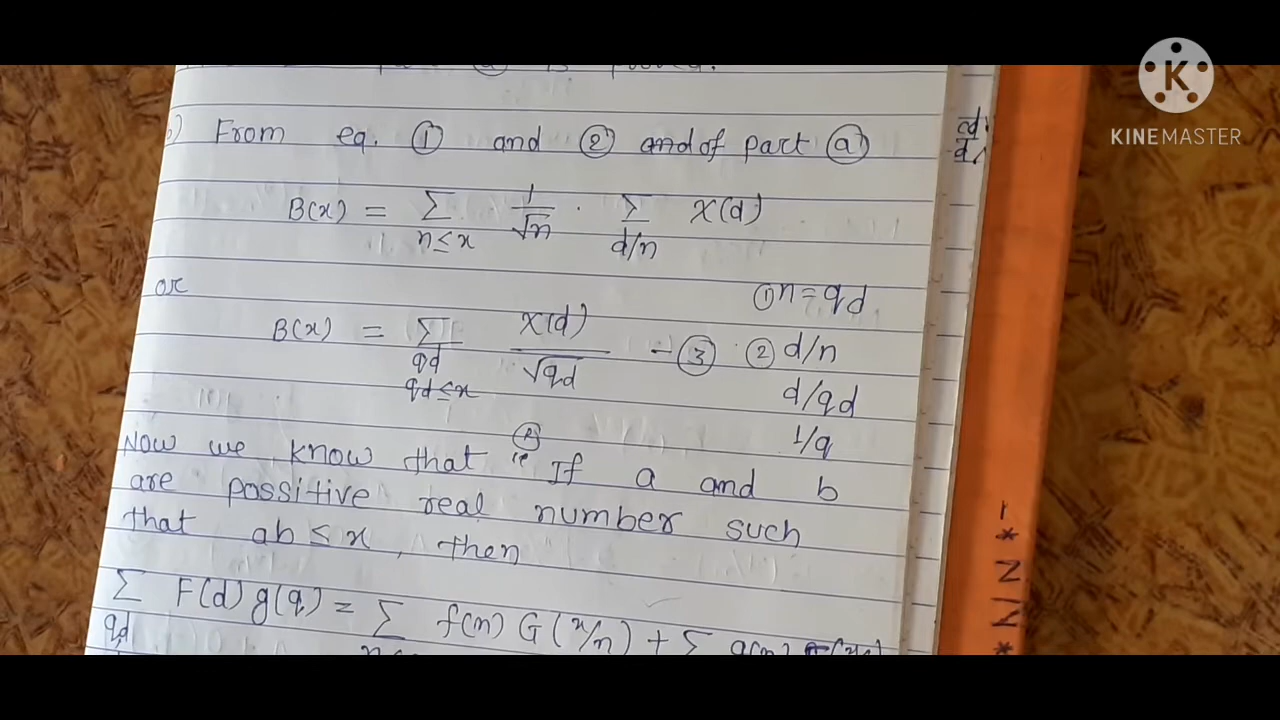 ) From eq. ① and ② and of part ⓐ
B(x) = Σ 1/√n · Σ X(d)
n≤x d/n
or
① n = qd
B(x) = Σ X(d)/√qd - ③ ② d/n
qd
qd≤x
d/qd
1/q
Now we know that " If a and b
are possitive real number such
that ab ≤ x, then
Σ F(d) g(q) = Σ f(n) G(x/n) + Σ
qd
K
KINEMASTER